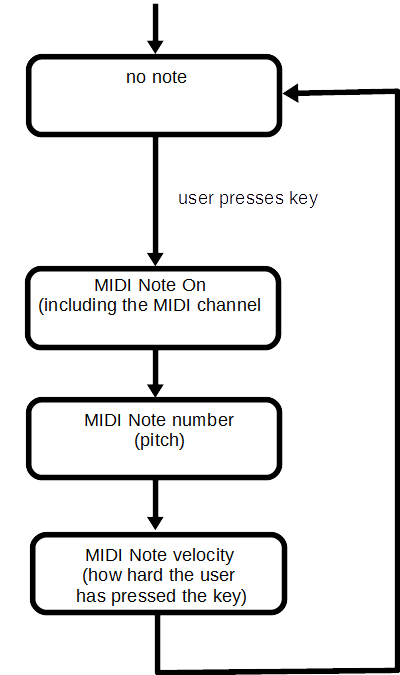 no note
user presses key
MIDI Note On
(including the MIDI channel
MIDI Note number
(pitch)
MIDI Note velocity
(how hard the user
has pressed the key)